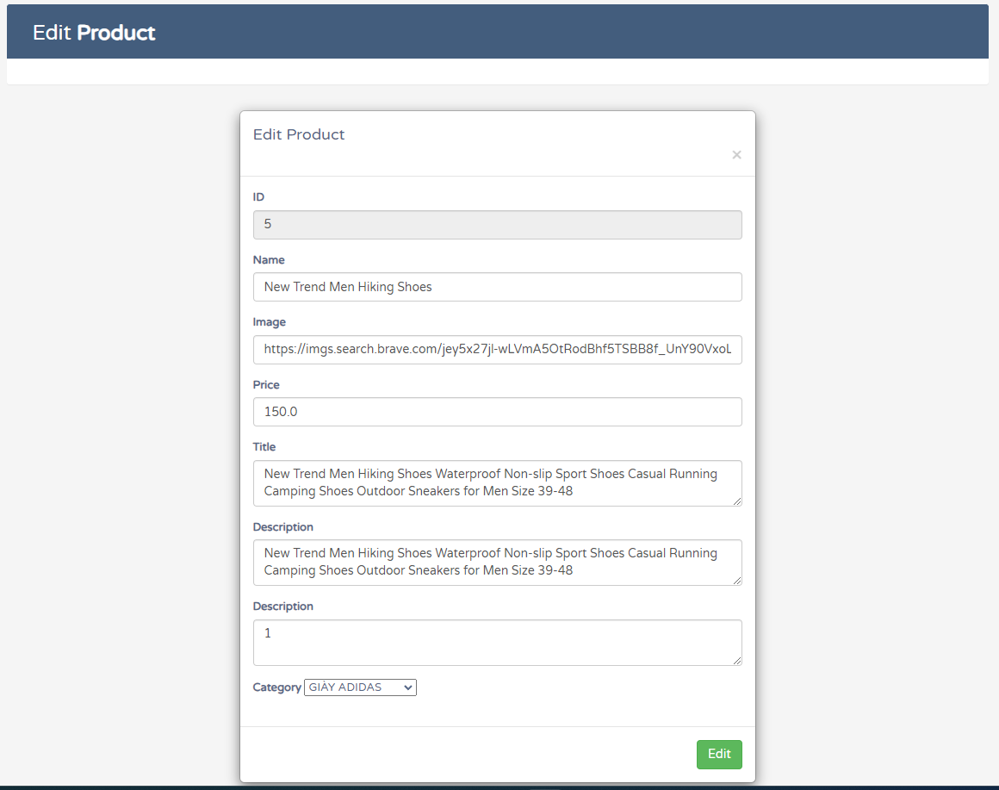 Edit Product
Edit Product
×
ID
5
Name
New Trend Men Hiking Shoes
Image
https://imgs.search.brave.com/jey5x27jl-wLVmA5OtRodBhf5TSBB8f_UnY90VxoL
Price
150.0
Title
New Trend Men Hiking Shoes Waterproof Non-slip Sport Shoes Casual Running
Camping Shoes Outdoor Sneakers for Men Size 39-48
Description
New Trend Men Hiking Shoes Waterproof Non-slip Sport Shoes Casual Running
Camping Shoes Outdoor Sneakers for Men Size 39-48
Description
1
Category GIÀY ADIDAS
Edit